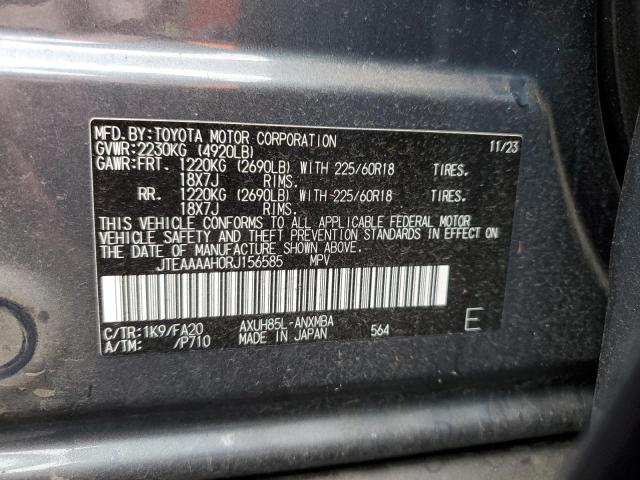 MFD.BY:TOYOTA MOTOR CORPORATION 11/23
GVWR:2230KG (4920LB)
GAWR:FRT. 1220KG (2690LB) WITH 225/60R18 TIRES.
18X7J RIMS.
RR. 1220KG (2690LB) WITH 225/60R18 TIRES.
18X7J RIMS.
THIS VEHICLE CONFORMS TO ALL APPLICABLE FEDERAL MOTOR
VEHICLE SAFETY AND THEFT PREVENTION STANDARDS IN EFFECT ON
THE DATE OF MANUFACTURE SHOWN ABOVE.
JTEAAAAH0RJ156585 MPV
C/TR:1K9/FA20 AXUH85L-ANXMBA
A/TM: /P710 MADE IN JAPAN 564 E